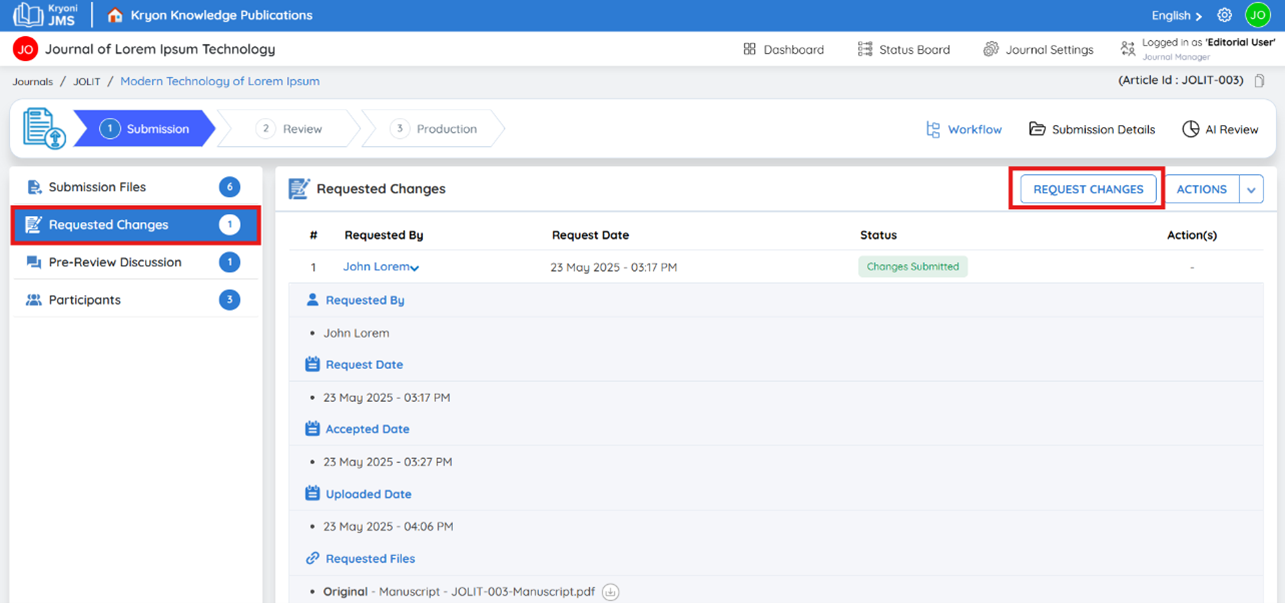 Kryoni
JMS
Kryon Knowledge Publications
English
JO
JO
Journal of Lorem Ipsum Technology
Dashboard
Status Board
Journal Settings
Logged in as 'Editorial User'
Journal Manager
Journals / JOLIT / Modern Technology of Lorem Ipsum
(Article Id : JOLIT-003)
1 Submission
2 Review
3 Production
Workflow
Submission Details
AI Review
Submission Files 6
Requested Changes 1
Pre-Review Discussion 1
Participants 3
Requested Changes
REQUEST CHANGES
ACTIONS
# Requested By Request Date Status Action(s)
1 John Lorem 23 May 2025 - 03:17 PM Changes Submitted -
Requested By
• John Lorem
Request Date
• 23 May 2025 - 03:17 PM
Accepted Date
• 23 May 2025 - 03:27 PM
Uploaded Date
• 23 May 2025 - 04:06 PM
Requested Files
• Original - Manuscript - JOLIT-003-Manuscript.pdf